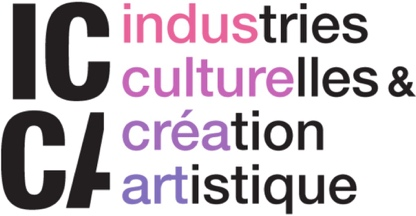 IC
CA
industries
culturelles &
création
artistique